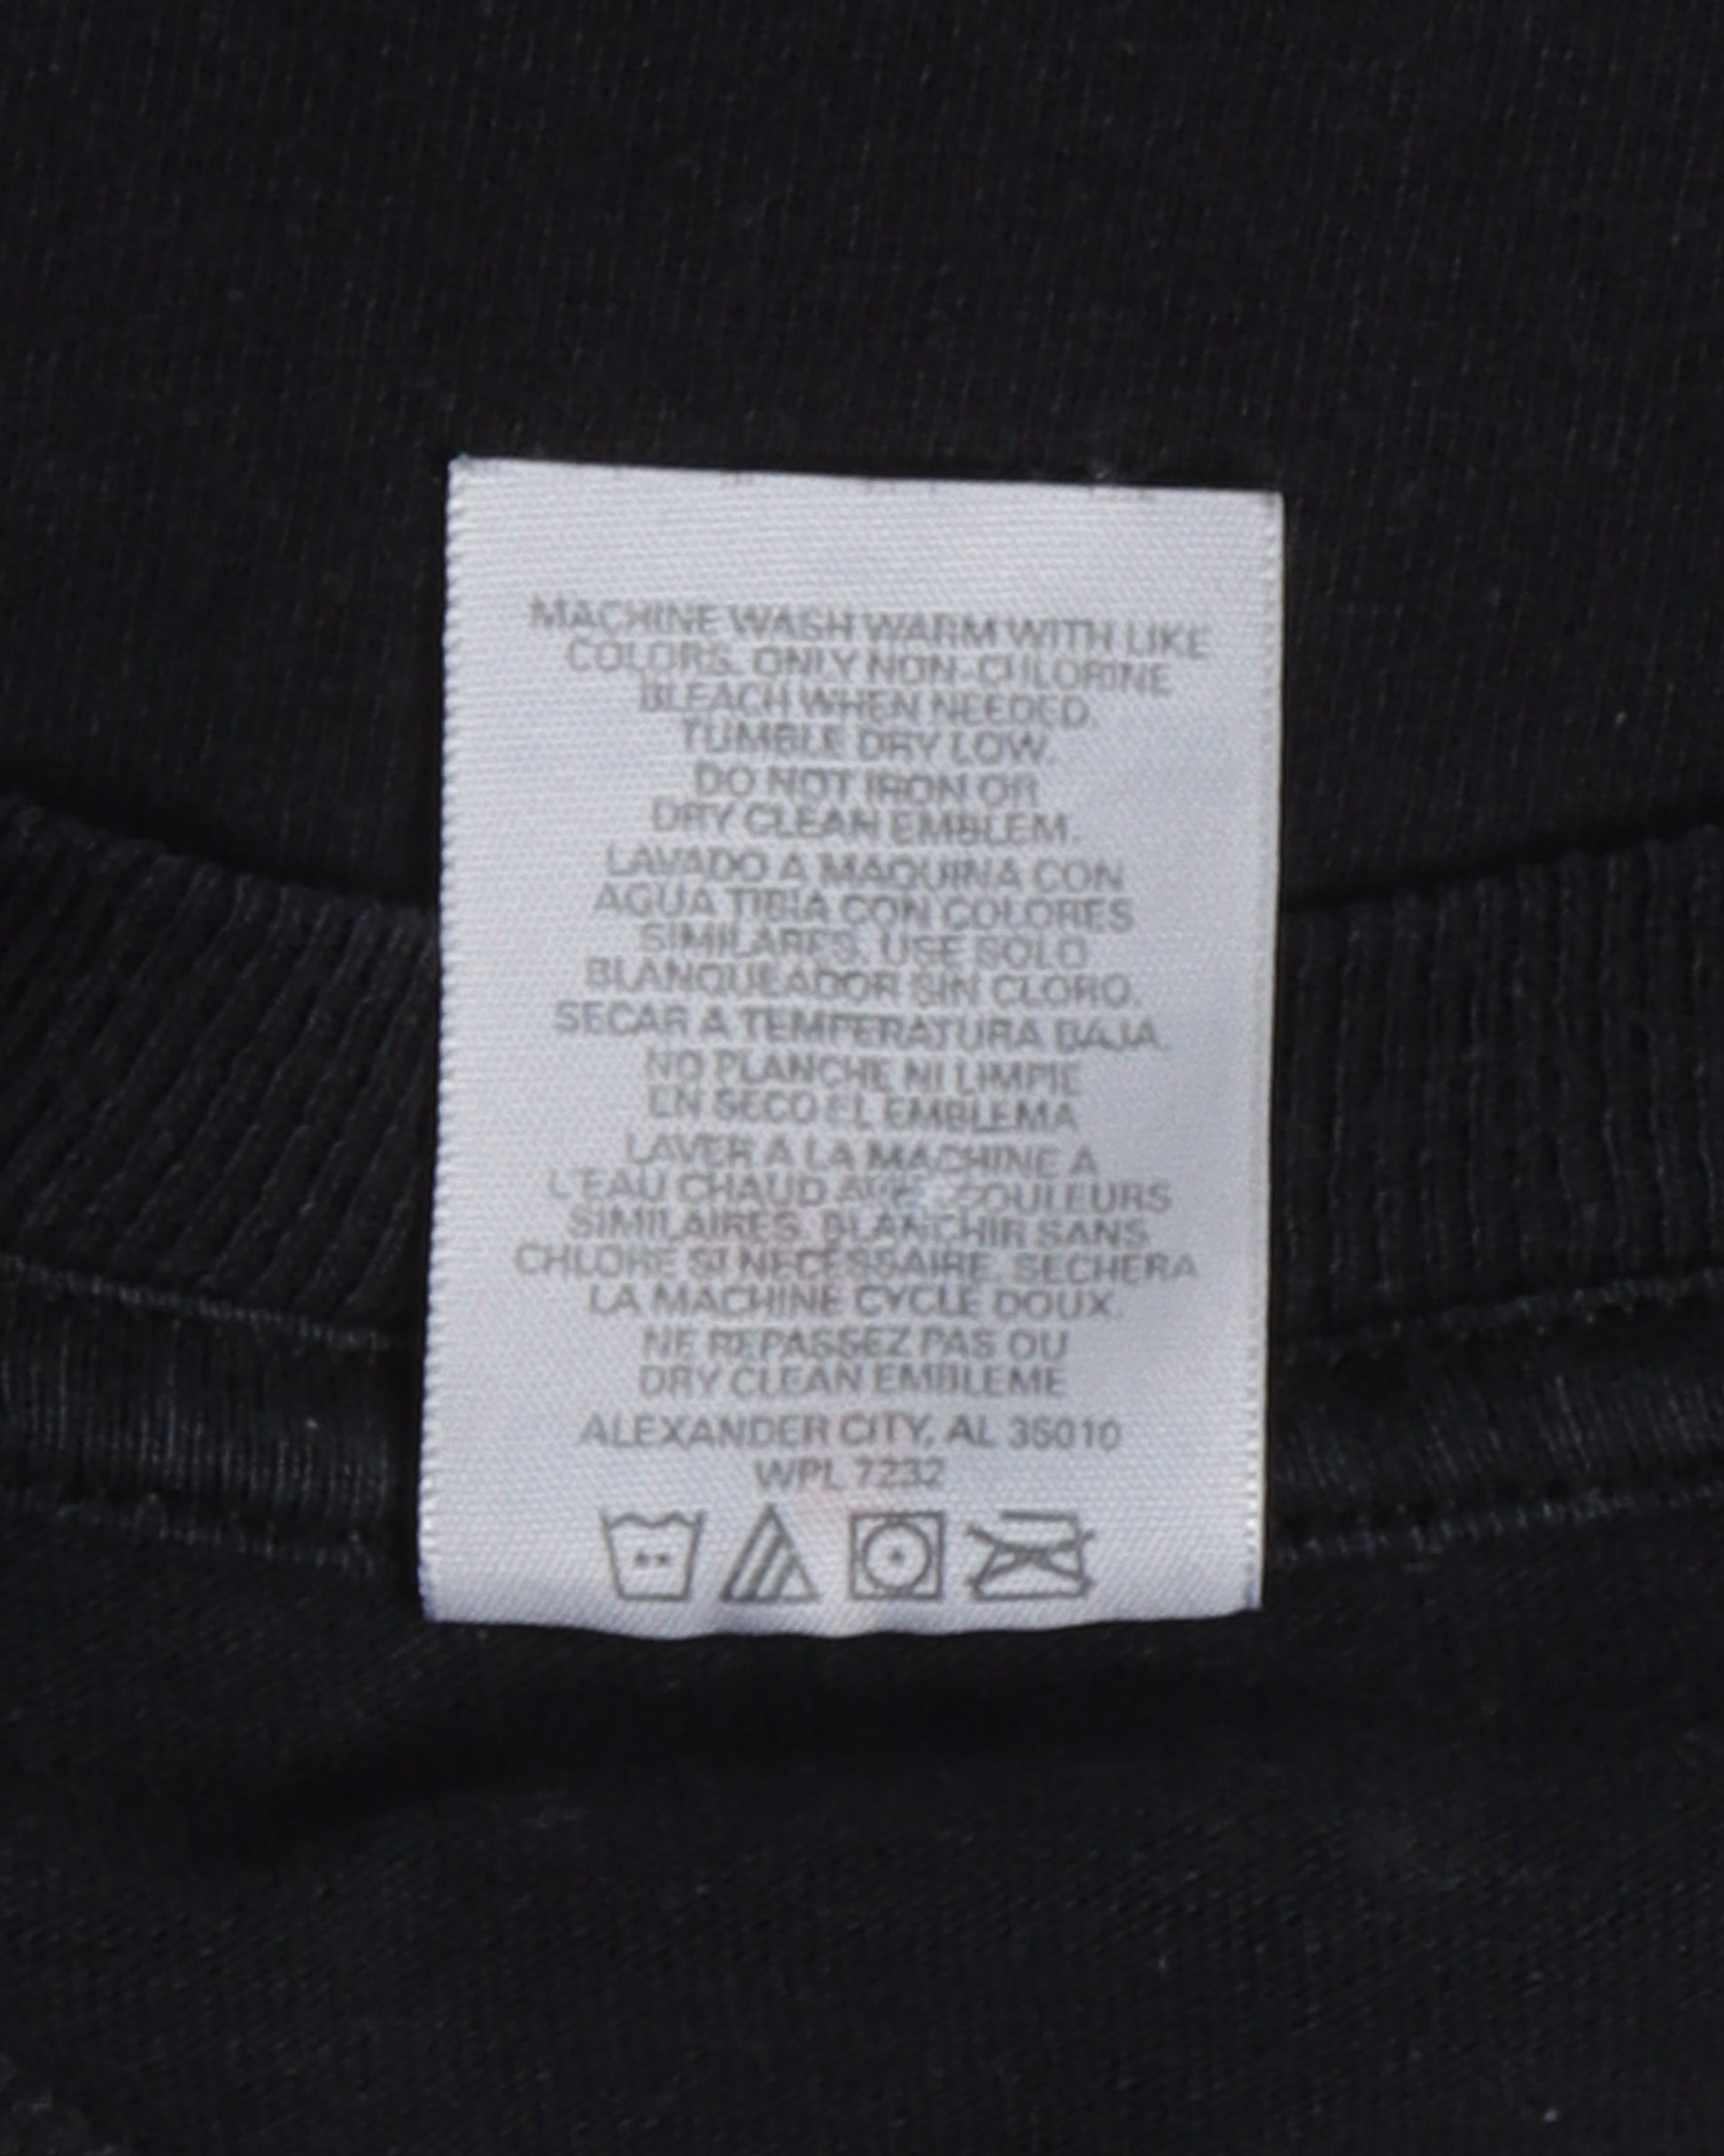 MACHINE WASH WARM WITH LIKE
COLORS. ONLY NON-CHLORINE
BLEACH WHEN NEEDED.
TUMBLE DRY LOW.
DO NOT IRON OR
DRY CLEAN EMBLEM.
LAVADO A MAQUINA CON
AGUA TIBIA CON COLORES
SIMILARES. USE SOLO
BLANQUEADOR SIN CLORO.
SECAR A TEMPERATURA BAJA
NO PLANCHE NI LIMPIE
EN SECO EL EMBLEMA
LAVER A LA MACHINE A
L'EAU CHAUD COULEURS
SIMILAIRES. BLANCHIR SANS
CHLORE SI NECESSAIRE. SECHERA
LA MACHINE CYCLE DOUX.
NE REPASSEZ PAS OU
DRY CLEAN EMBLEME
ALEXANDER CITY, AL 35010
WPL 7232